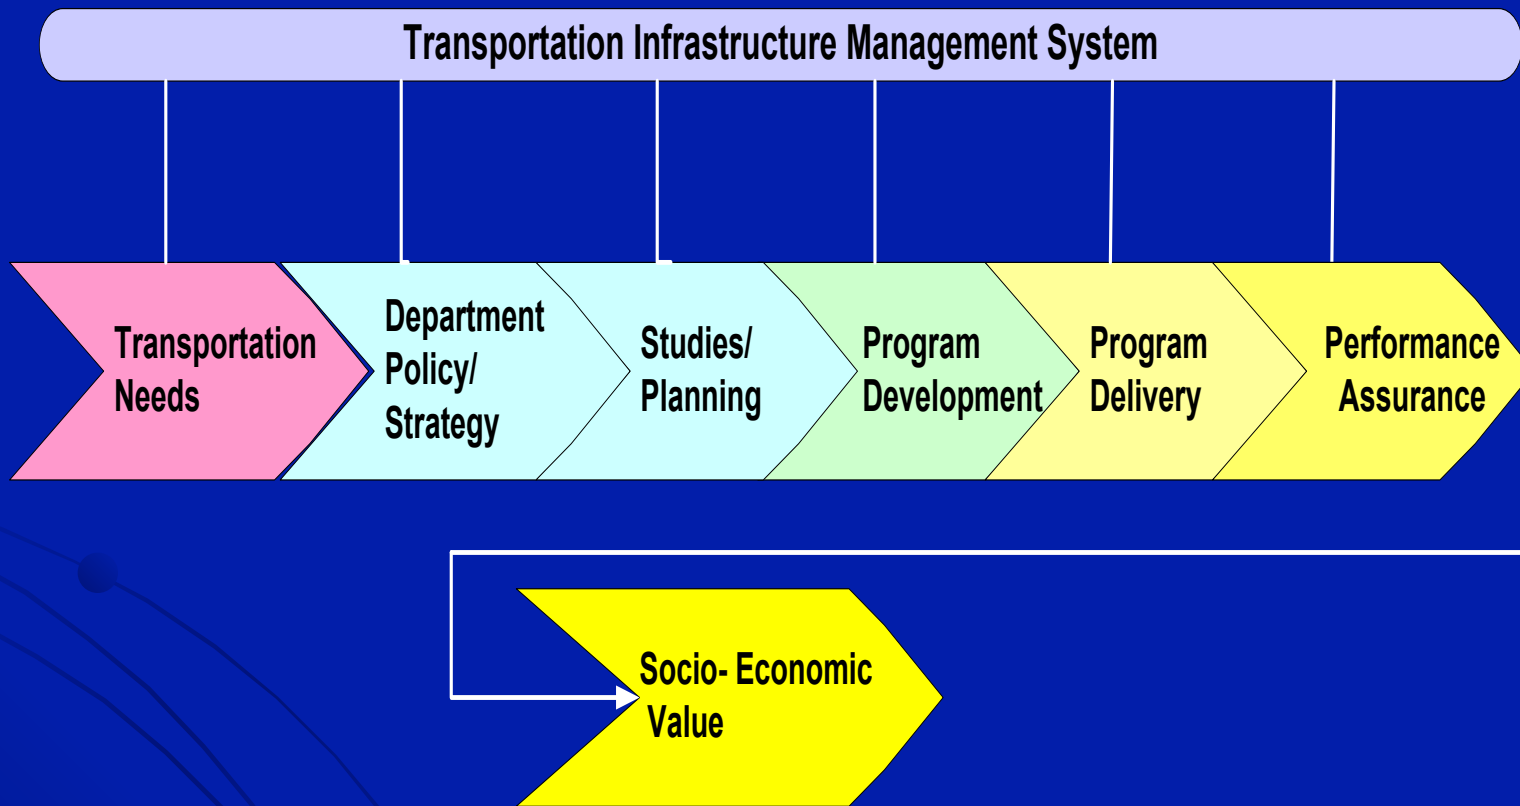 Transportation Infrastructure Management System
Transportation
Needs
Department
Policy/
Strategy
Studies/
Planning
Program
Development
Program
Delivery
Performance
Assurance
Socio- Economic
Value